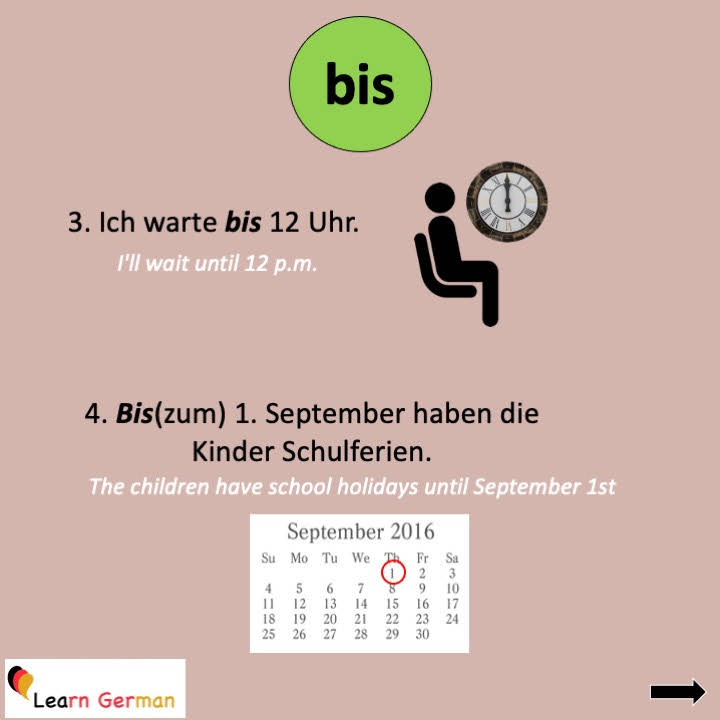 bis
3. Ich warte bis 12 Uhr.
I'll wait until 12 p.m.
4. Bis(zum) 1. September haben die
Kinder Schulferien.
The children have school holidays until September 1st
September 2016
Su Mo Tu We Th Fr Sa
1 2 3
4 5 6 7 8 9 10
11 12 13 14 15 16 17
18 19 20 21 22 23 24
25 26 27 28 29 30
Learn German